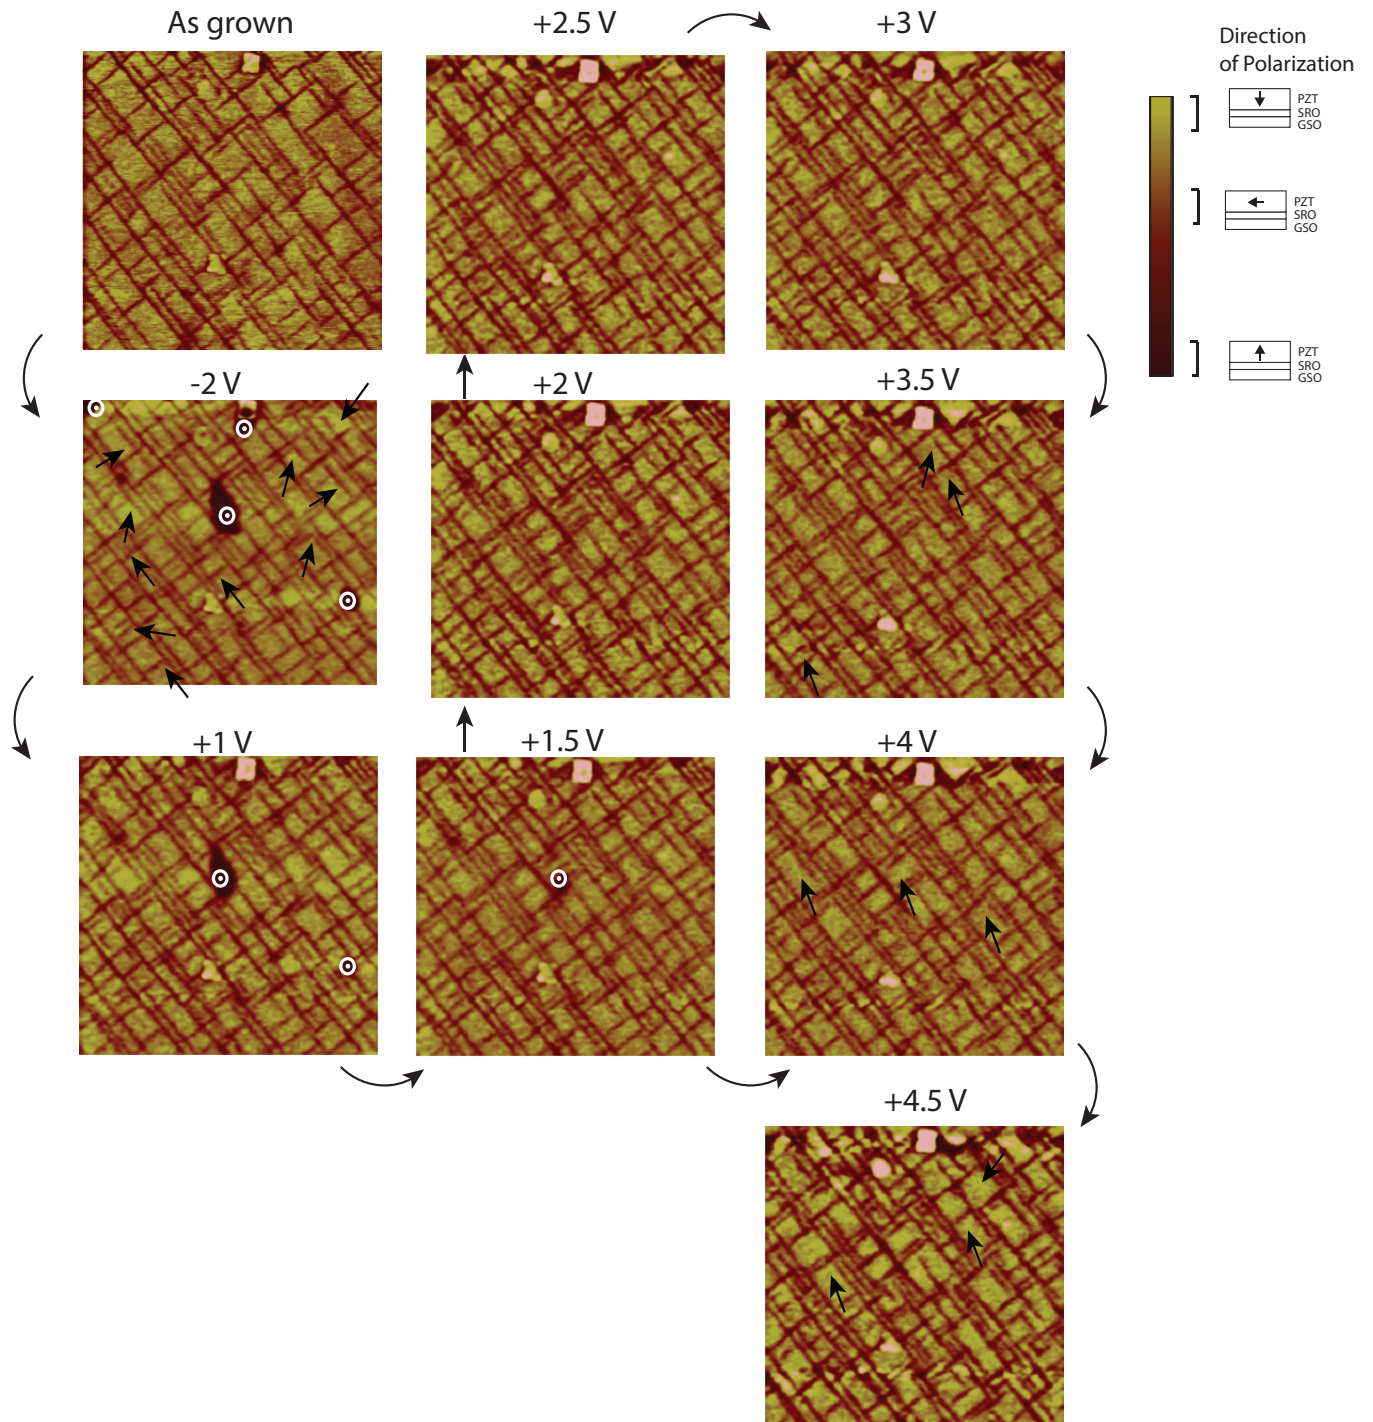 As grown
+2.5 V
+3 V
Direction
of Polarization
PZT
SRO
GSO
PZT
SRO
GSO
PZT
SRO
GSO
-2 V
+2 V
+3.5 V
+1 V
+1.5 V
+4 V
+4.5 V